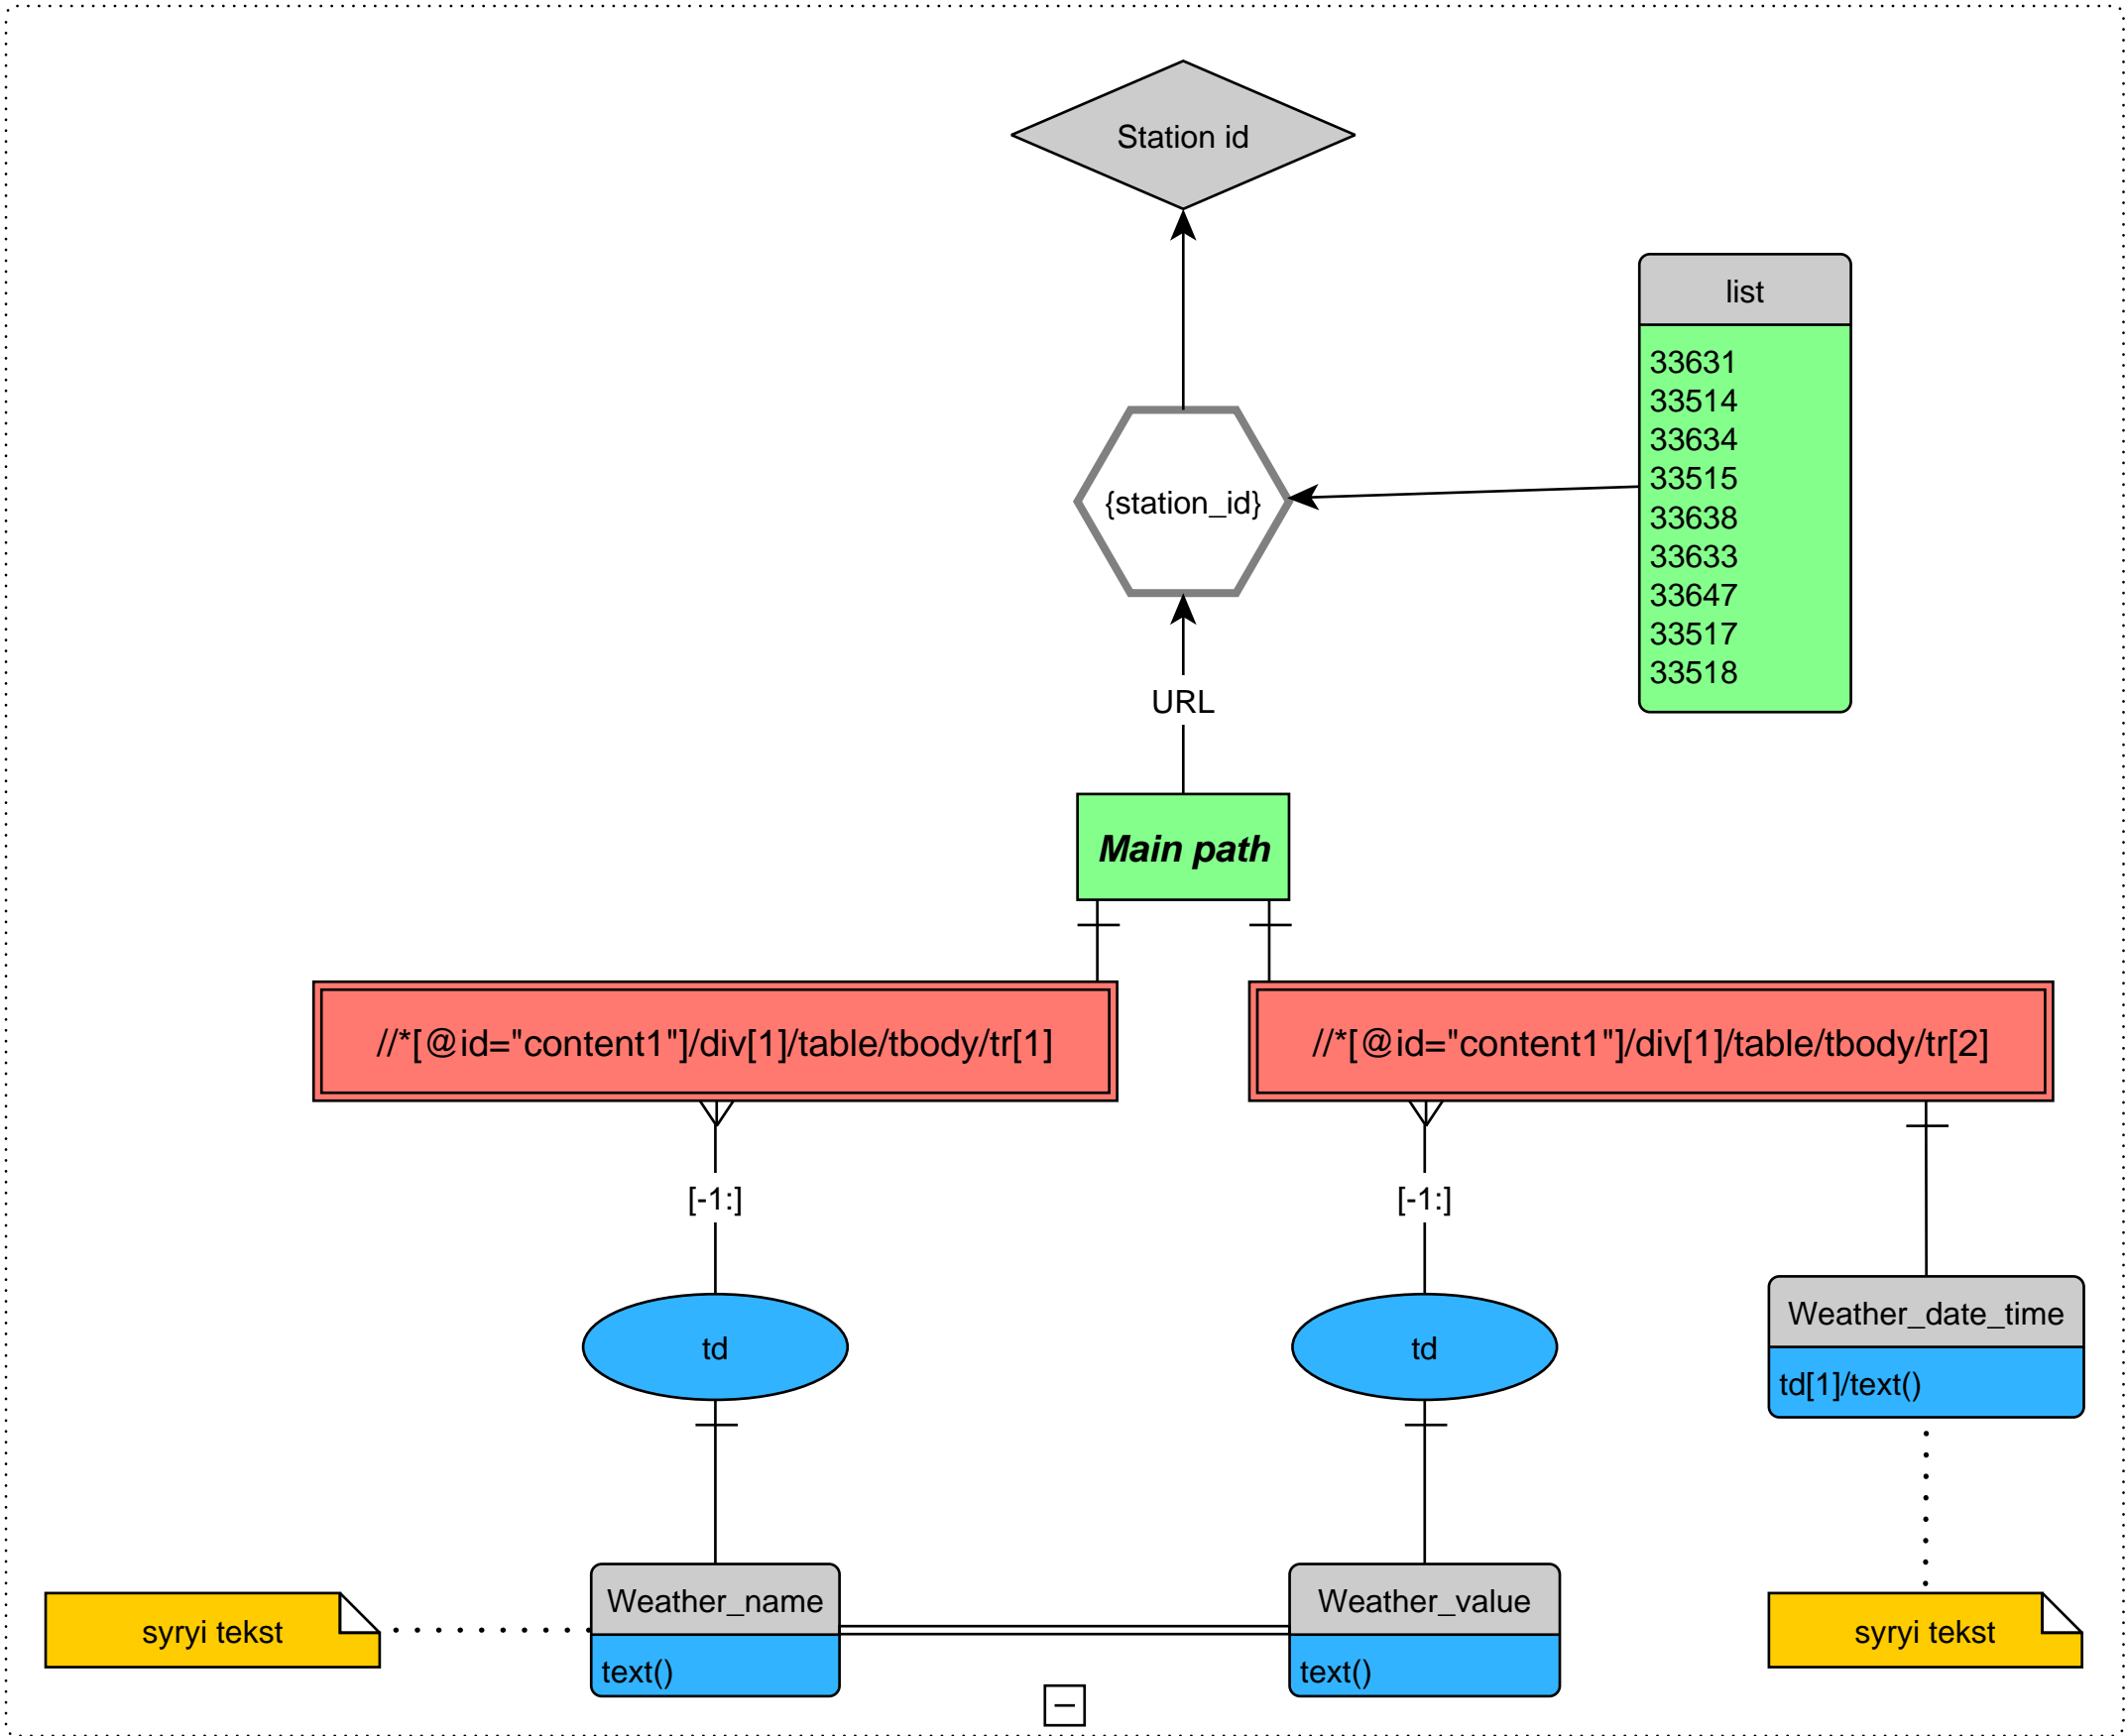 Station id
list
33631
33514
33634
33515
33638
33633
33647
33517
33518
{station_id}
URL
Main path
//*[@id="content1"]/div[1]/table/tbody/tr[1]
//*[@id="content1"]/div[1]/table/tbody/tr[2]
[-1:]
[-1:]
td
td
Weather_date_time
td[1]/text()
syryi tekst
Weather_name
text()
Weather_value
text()
syryi tekst